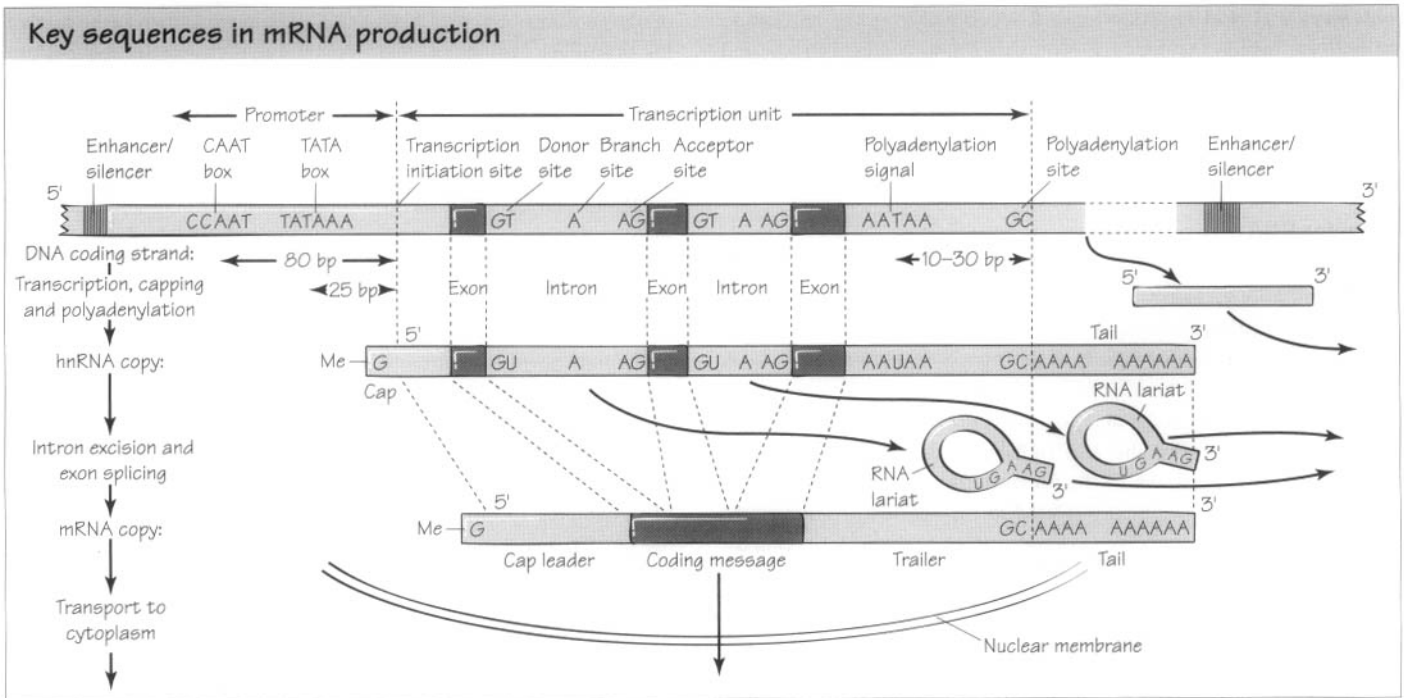 Key sequences in mRNA production
Promoter
Transcription unit
Enhancer/
silencer
CAAT
box
TATA
box
Transcription
initiation site
Donor
site
Branch
site
Acceptor
site
Polyadenylation
signal
Polyadenylation
site
Enhancer/
silencer
5' 3'
CCAAT TATAAA GT A AG GT A AG AATAA GC
DNA coding strand:
80 bp
10–30 bp
Transcription, capping
and polyadenylation
25 bp
Exon Intron Exon Intron Exon
5' 3'
5' Tail 3'
hnRNA copy:
Me G GU A AG GU A AG AAUAA GC AAAA AAAAAA
Cap
RNA lariat
Intron excision and
exon splicing
U G A AG 3'
U G A AG 3'
RNA
lariat
5' 3'
mRNA copy:
Me G GC AAAA AAAAAA
Cap leader Coding message Trailer Tail
Transport to
cytoplasm
Nuclear membrane